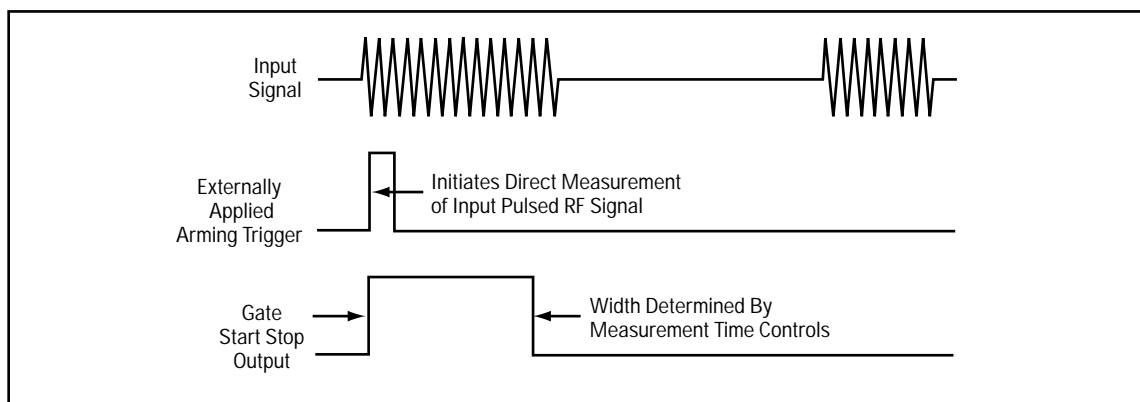 Input
Signal
Externally
Applied
Arming Trigger
Initiates Direct Measurement
of Input Pulsed RF Signal
Gate
Start Stop
Output
Width Determined By
Measurement Time Controls